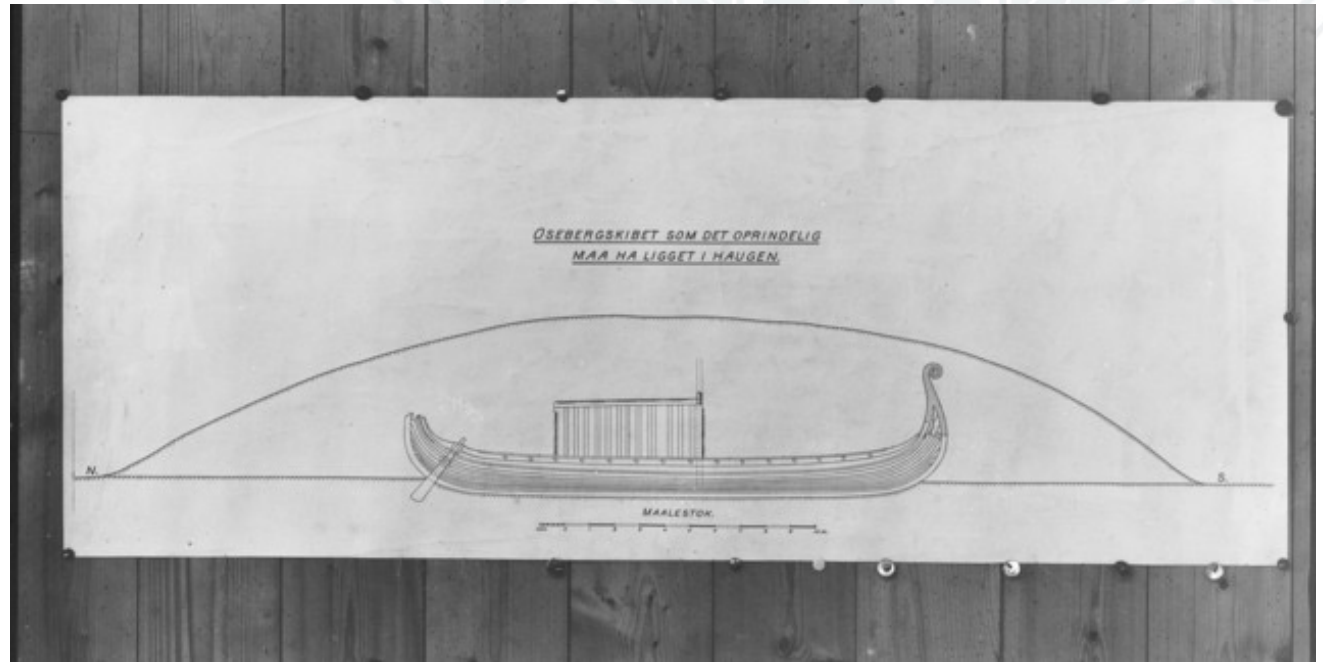 OSEBERGSKIBET SOM DET OPRINDELIG
MAA HA LIGGET I HAUGEN.
N.
S.
MAALESTOK.